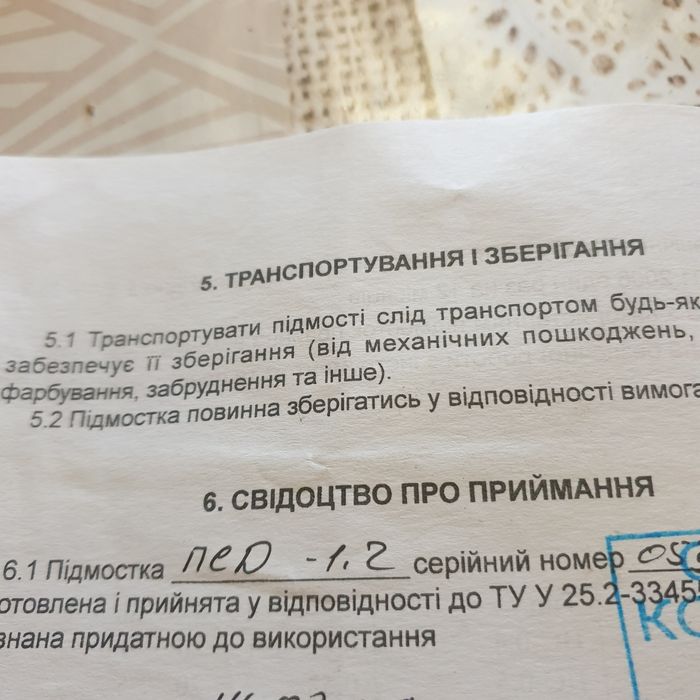 5. ТРАНСПОРТУВАННЯ І ЗБЕРІГАННЯ
5.1 Транспортувати підмості слід транспортом будь-як
забезпечує її зберігання (від механічних пошкоджень,
фарбування, забруднення та інше).
5.2 Підмостка повинна зберігатись у відповідності вимога
6. СВІДОЦТВО ПРО ПРИЙМАННЯ
6.1 Підмостка ПСД -1.2 серійний номер
отовлена і прийнята у відповідності до ТУ У 25.2-3345
знана придатною до використання